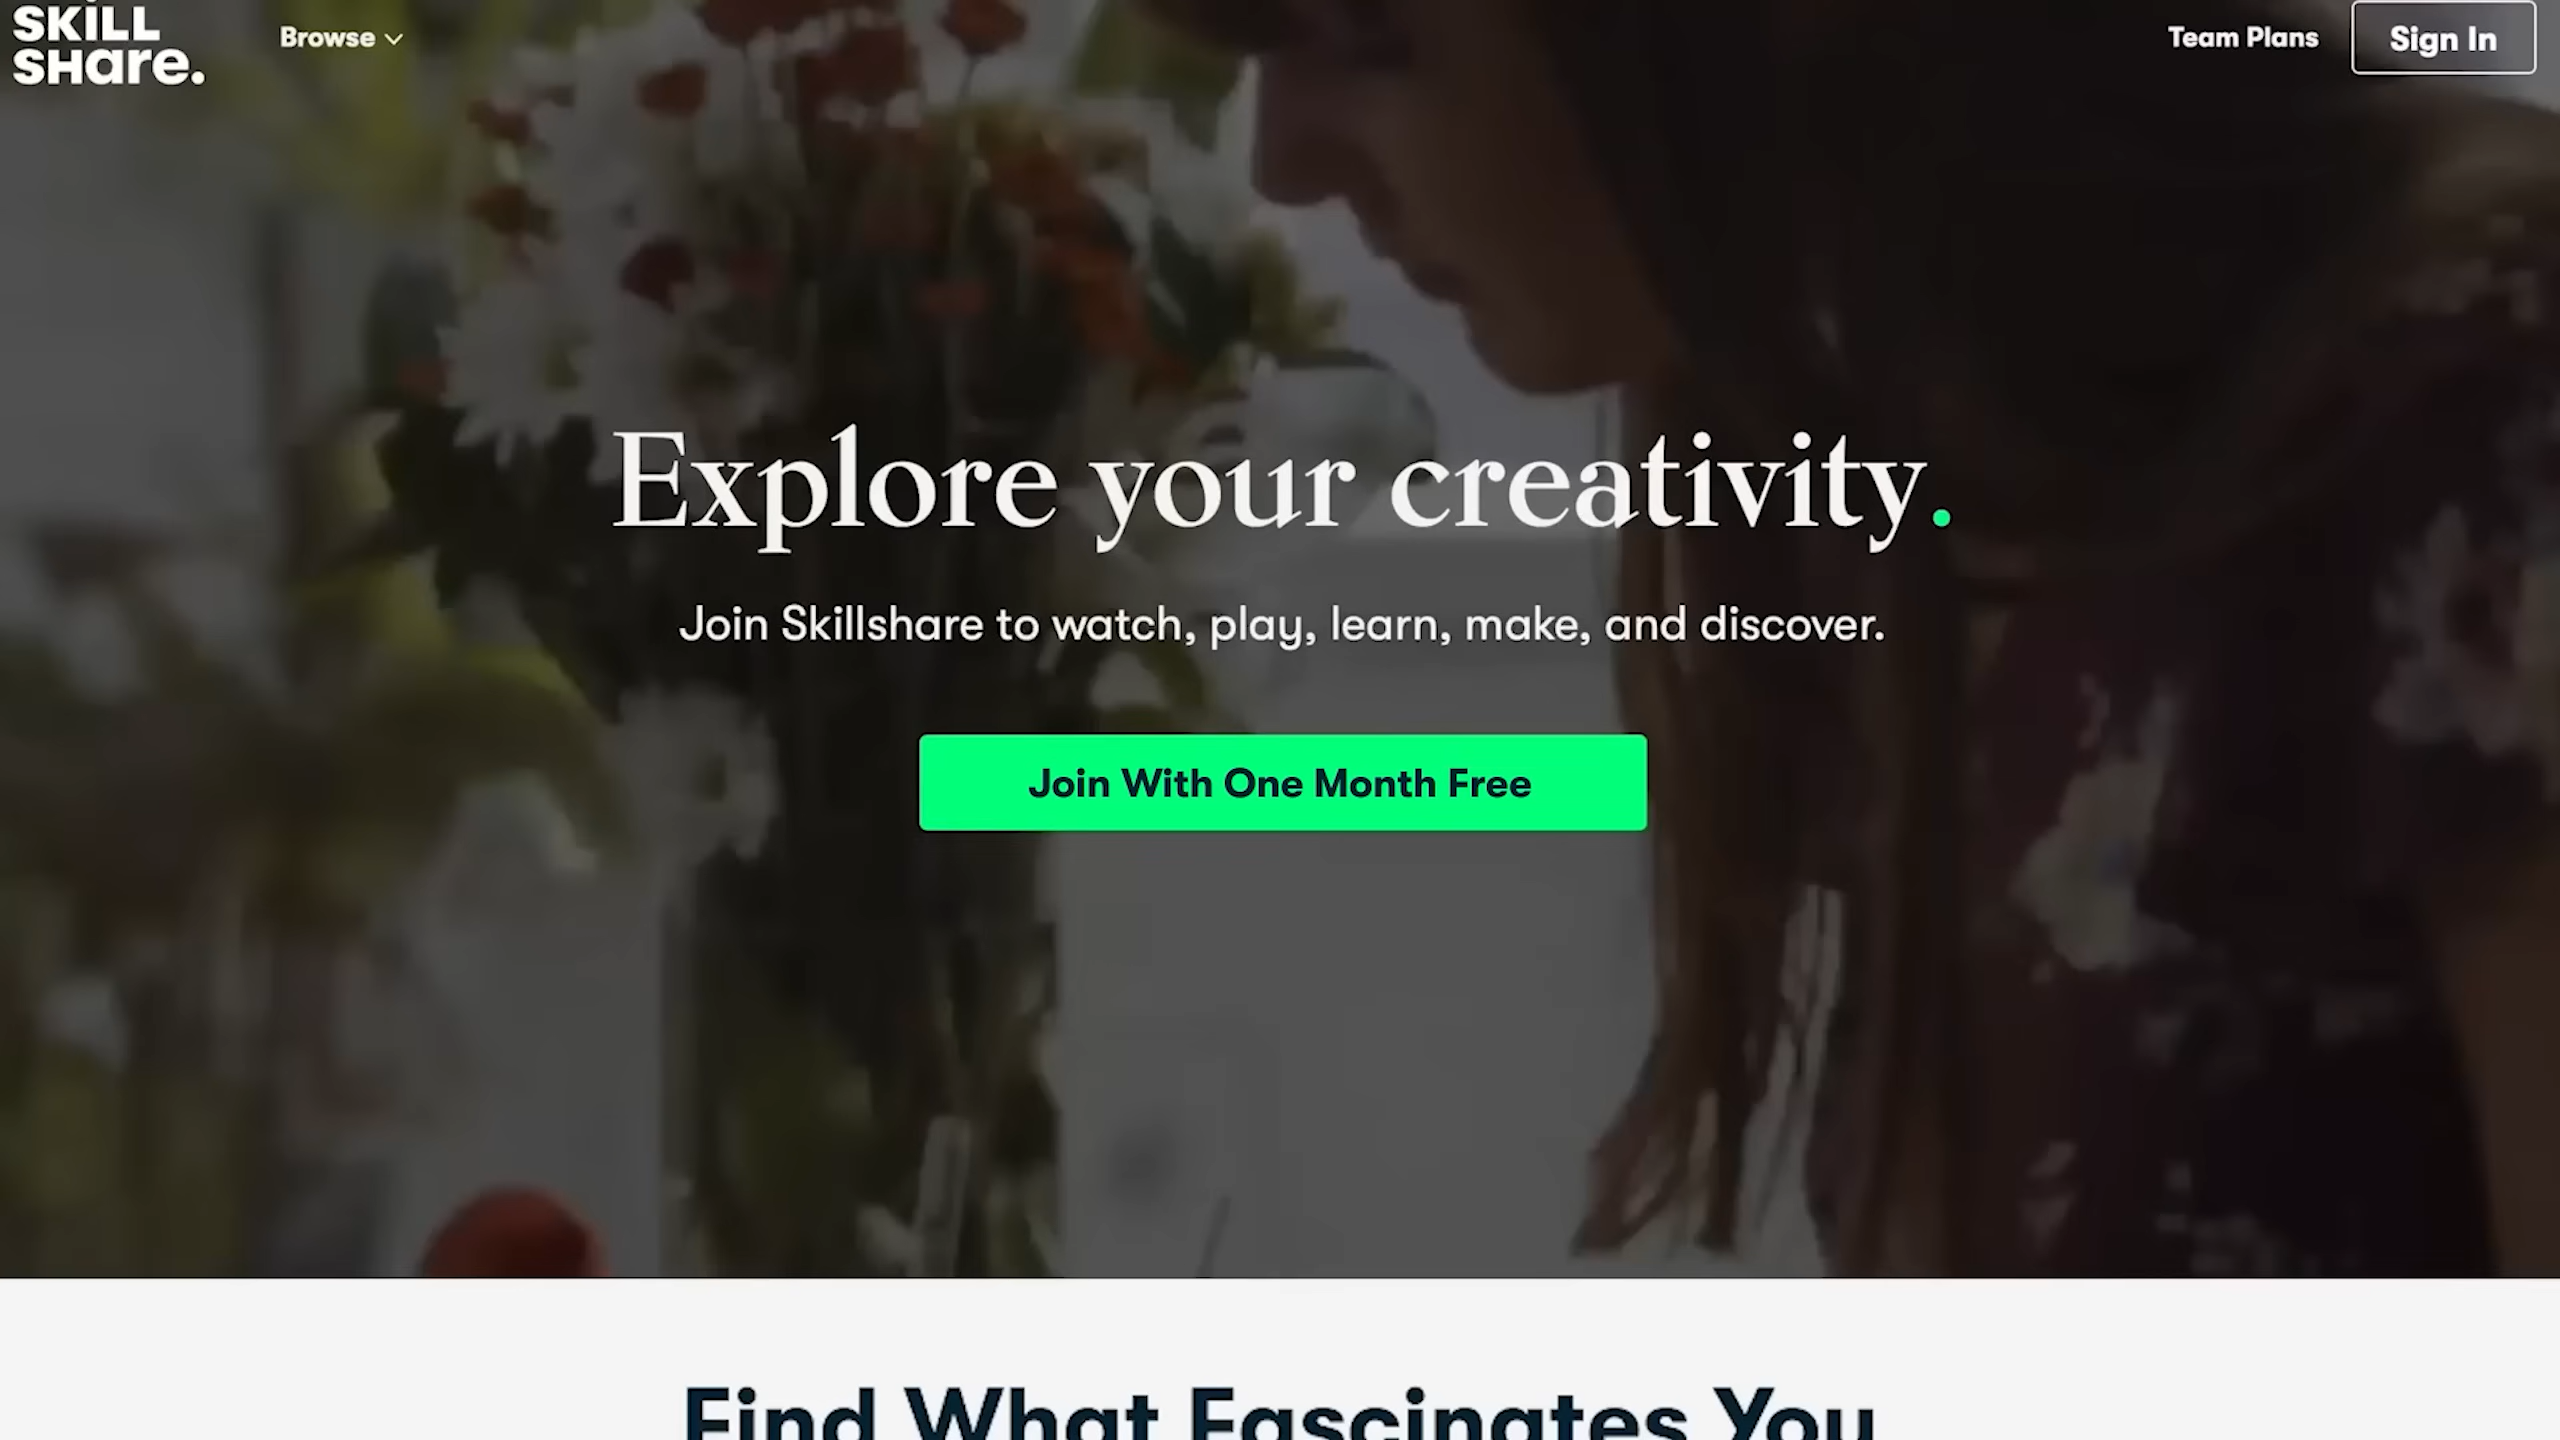 SKILL
SHare.
Browse
Team Plans
Sign In
Explore your creativity.
Join Skillshare to watch, play, learn, make, and discover.
Join With One Month Free
Find What Fascinates You